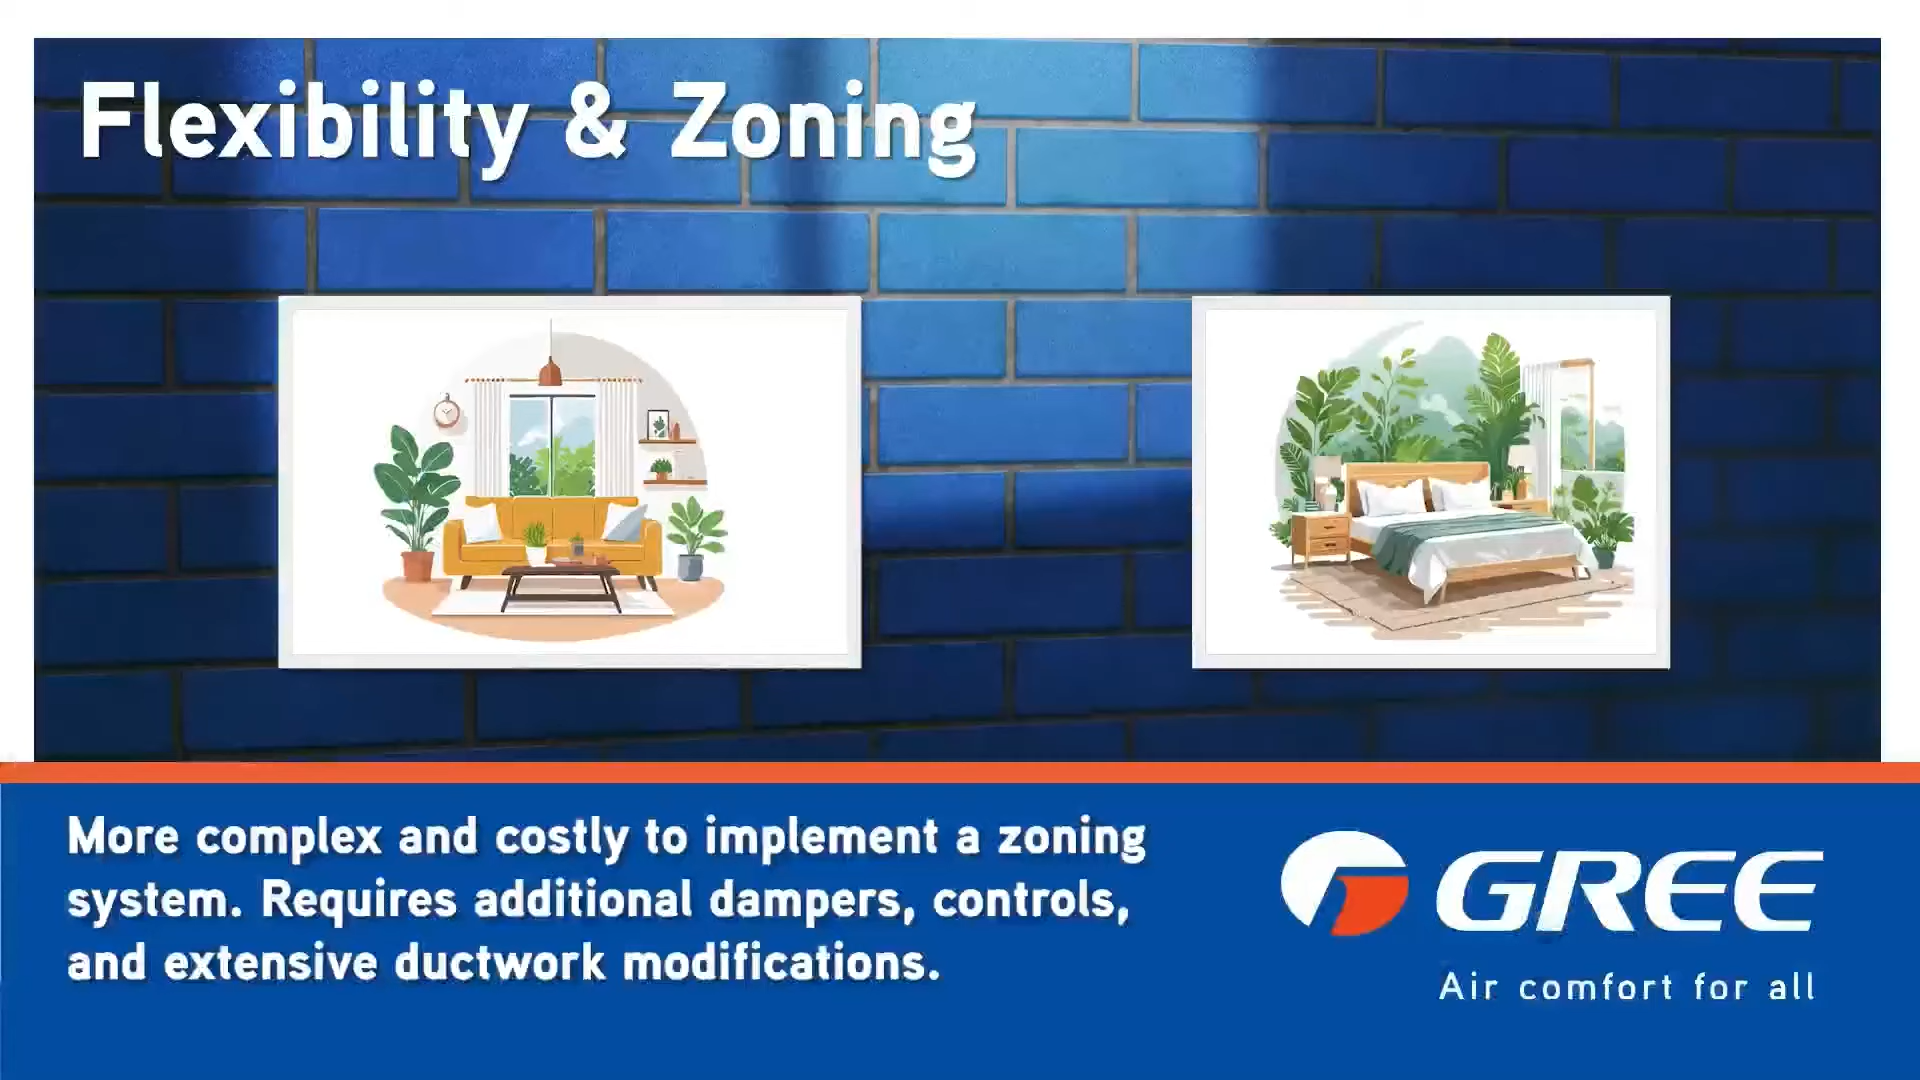 Flexibility & Zoning
More complex and costly to implement a zoning
system. Requires additional dampers, controls,
and extensive ductwork modifications.
GREE
Air comfort for all